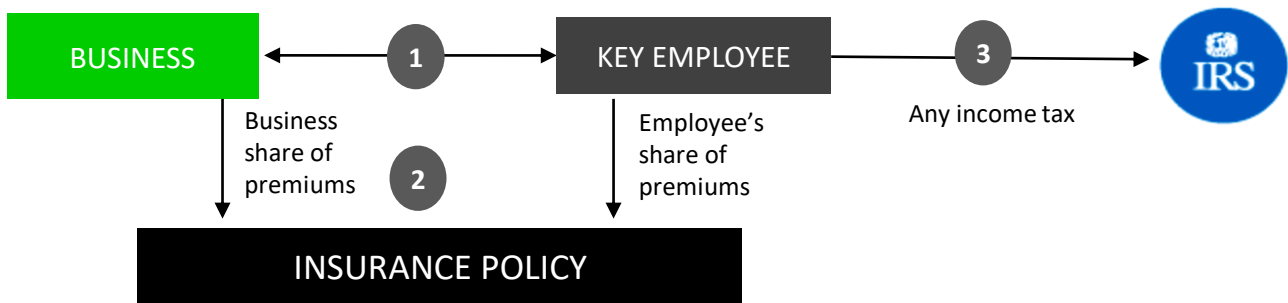 BUSINESS
1
KEY EMPLOYEE
3
IRS
Any income tax
Business
share of
premiums
2
Employee’s
share of
premiums
INSURANCE POLICY